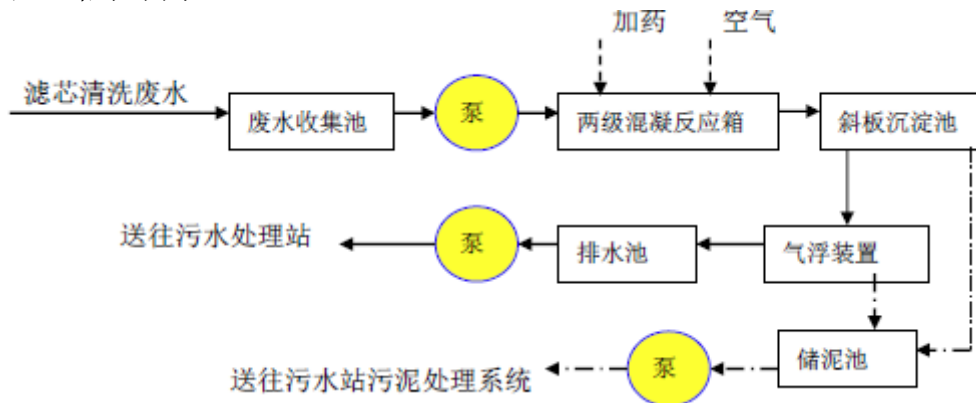 加药
空气
滤芯清洗废水
废水收集池
泵
两级混凝反应箱
斜板沉淀池
送往污水处理站
泵
排水池
气浮装置
送往污水站污泥处理系统
泵
储泥池